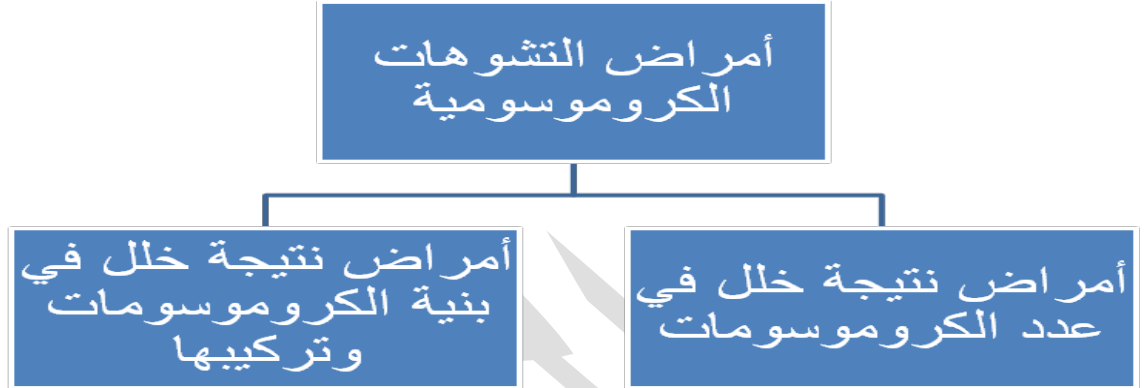 أمراض التشوهات
الكروموسومية
أمراض نتيجة خلل في
عدد الكروموسومات
أمراض نتيجة خلل في
بنية الكروموسومات
وتركيبها